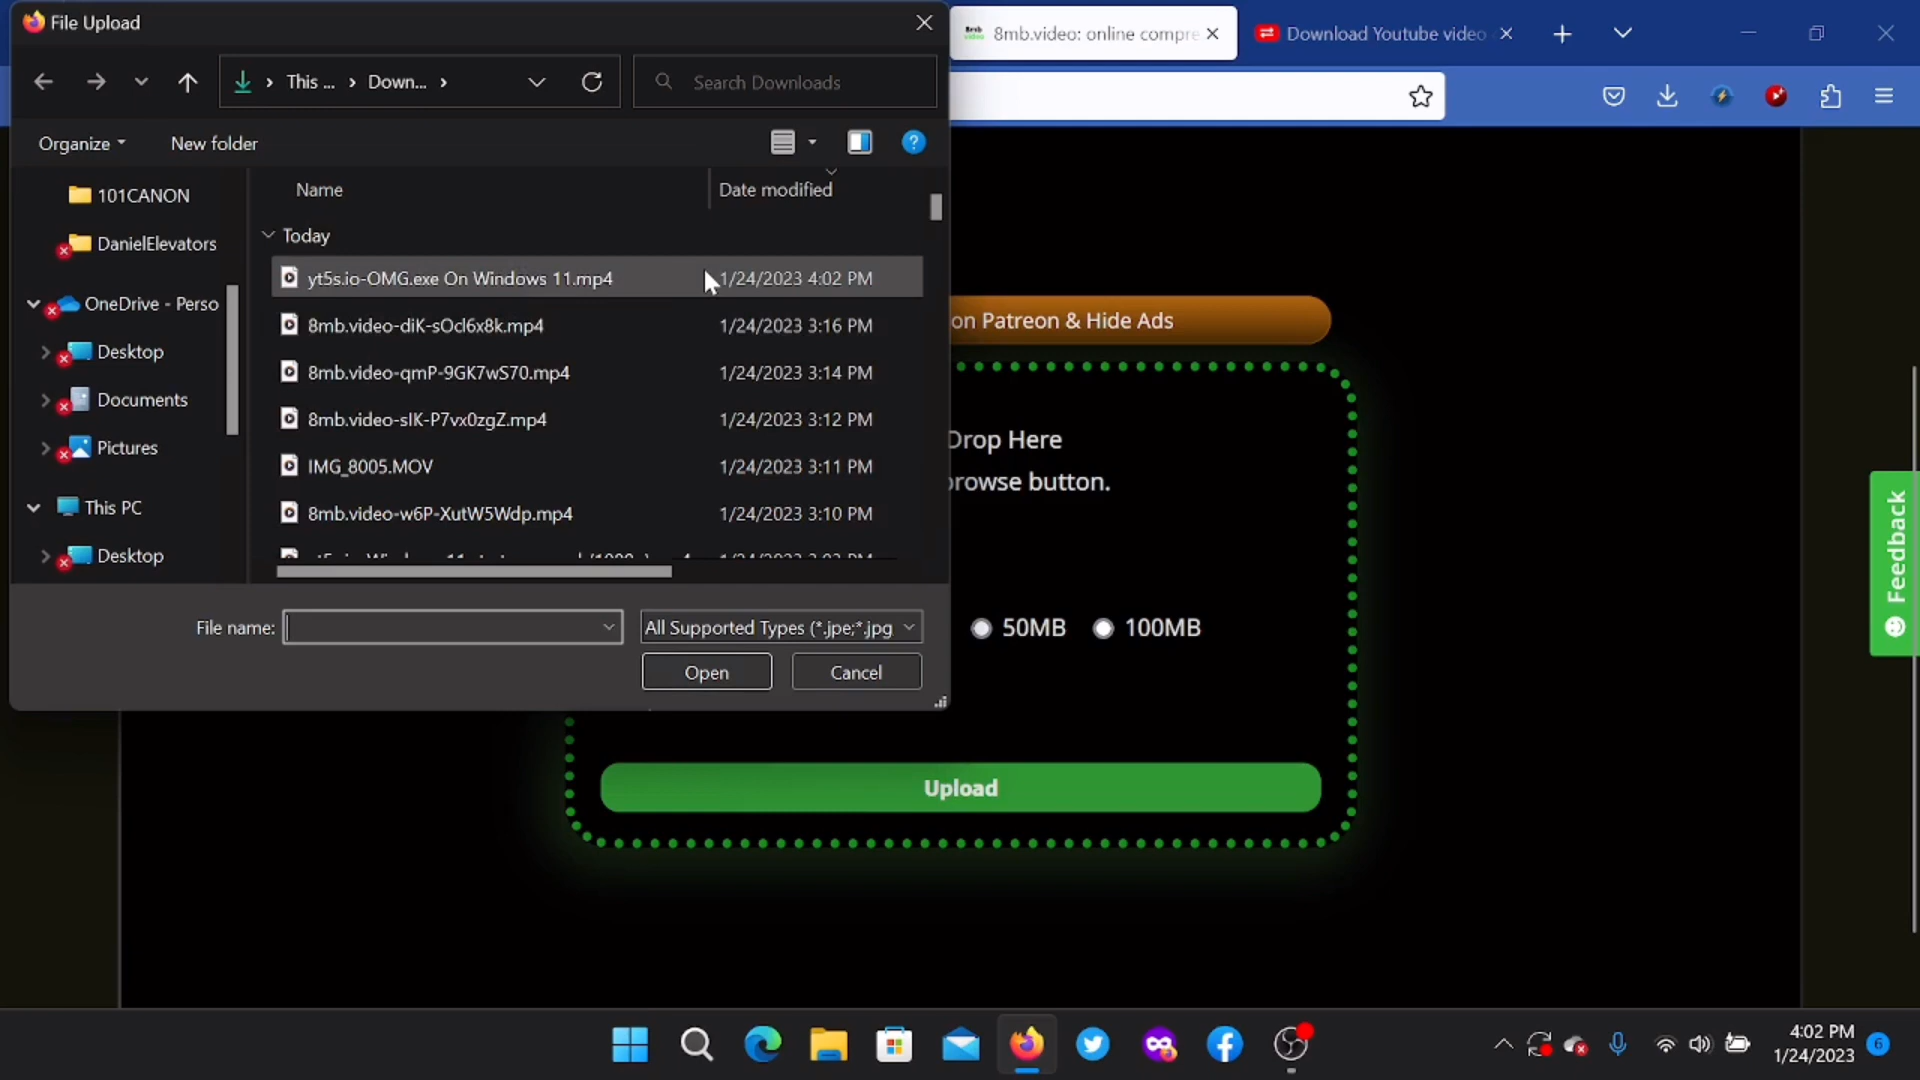 File Upload
8mb.video: online compre
Download Youtube video
This ...
Down...
Search Downloads
Organize
New folder
Name
Date modified
101CANON
DanielElevators
OneDrive - Perso
Desktop
Documents
Pictures
This PC
Desktop
Today
yt5s.io-OMG.exe On Windows 11.mp4 1/24/2023 4:02 PM
8mb.video-diK-sOcl6x8k.mp4 1/24/2023 3:16 PM
8mb.video-qmP-9GK7wS70.mp4 1/24/2023 3:14 PM
8mb.video-sIK-P7vx0zgZ.mp4 1/24/2023 3:12 PM
IMG_8005.MOV 1/24/2023 3:11 PM
8mb.video-w6P-XutW5Wdp.mp4 1/24/2023 3:10 PM
File name:
All Supported Types (*.jpe;*.jpg
Open
Cancel
on Patreon & Hide Ads
Drop Here
browse button.
50MB
100MB
Upload
Feedback
4:02 PM
1/24/2023
6